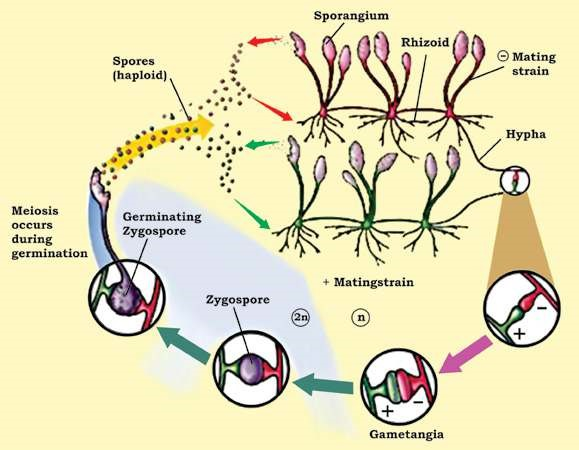 Sporangium
Spores
(haploid)
Rhizoid
− Mating
strain
Hypha
Meiosis
occurs
during
germination
Germinating
Zygospore
+ Matingstrain
Zygospore
2n
n
+
−
+
−
Gametangia